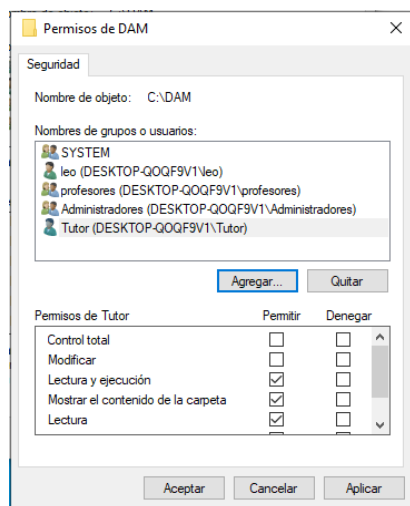 Permisos de DAM
Seguridad
Nombre de objeto: C:\DAM
Nombres de grupos o usuarios:
SYSTEM
leo (DESKTOP-QOQF9V1\leo)
profesores (DESKTOP-QOQF9V1\profesores)
Administradores (DESKTOP-QOQF9V1\Administradores)
Tutor (DESKTOP-QOQF9V1\Tutor)
Agregar... Quitar
Permisos de Tutor Permitir Denegar
Control total
Modificar
Lectura y ejecución
Mostrar el contenido de la carpeta
Lectura
Aceptar Cancelar Aplicar